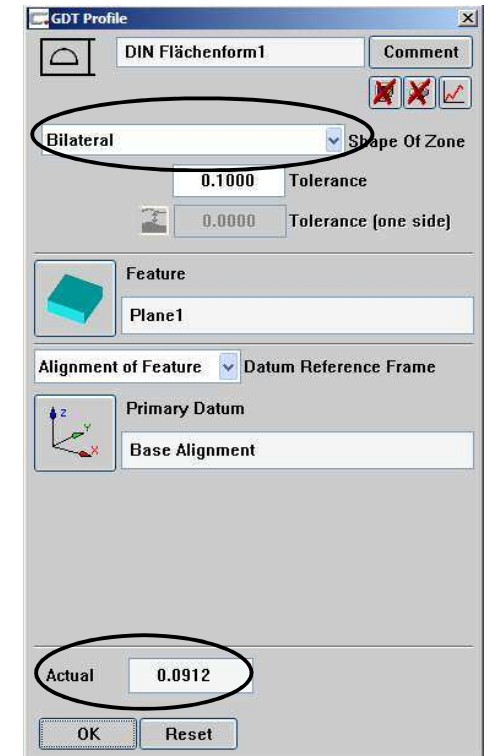 GDT Profile
DIN Flächenform1
Comment
Bilateral
Shape Of Zone
0.1000 Tolerance
0.0000 Tolerance (one side)
Feature
Plane1
Alignment of Feature Datum Reference Frame
Primary Datum
Z
Y
X
Base Alignment
Actual 0.0912
OK Reset